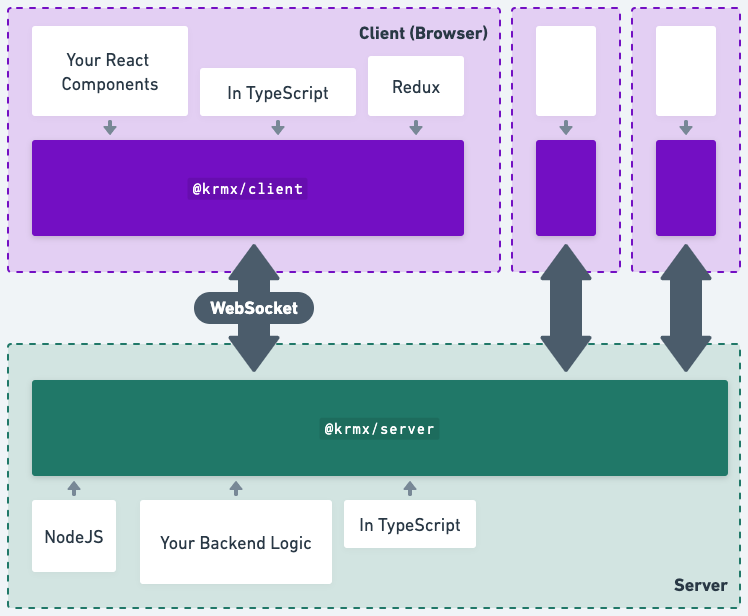 Client (Browser)
Your React
Components
In TypeScript
Redux
@krmx/client
WebSocket
@krmx/server
NodeJS
Your Backend Logic
In TypeScript
Server